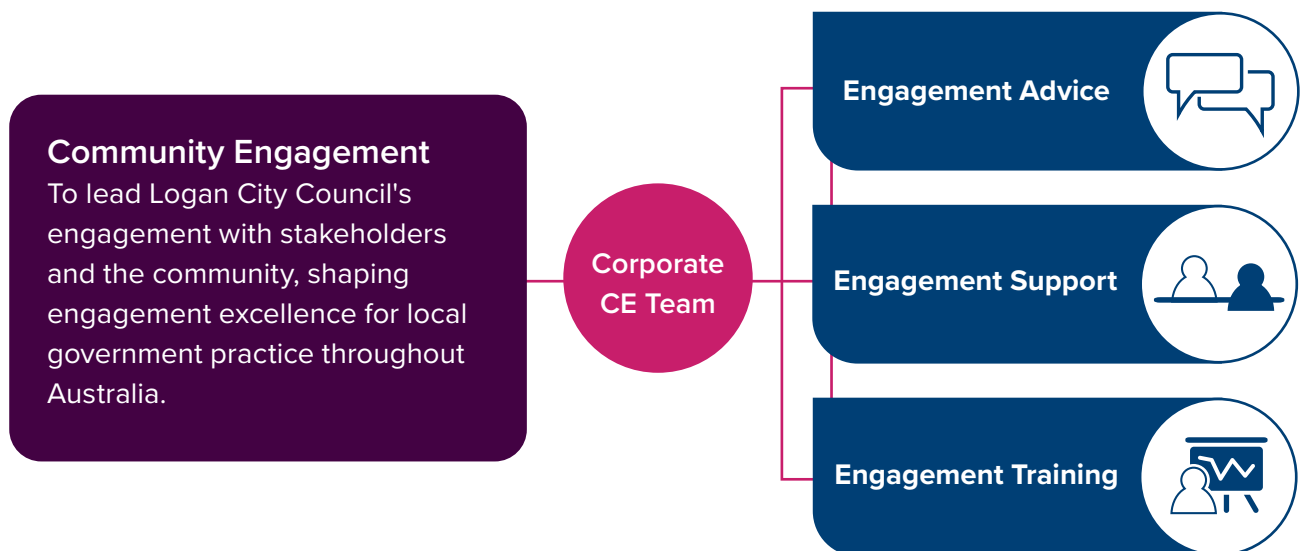 Community Engagement
To lead Logan City Council's
engagement with stakeholders
and the community, shaping
engagement excellence for local
government practice throughout
Australia.
Corporate
CE Team
Engagement Advice
Engagement Support
Engagement Training